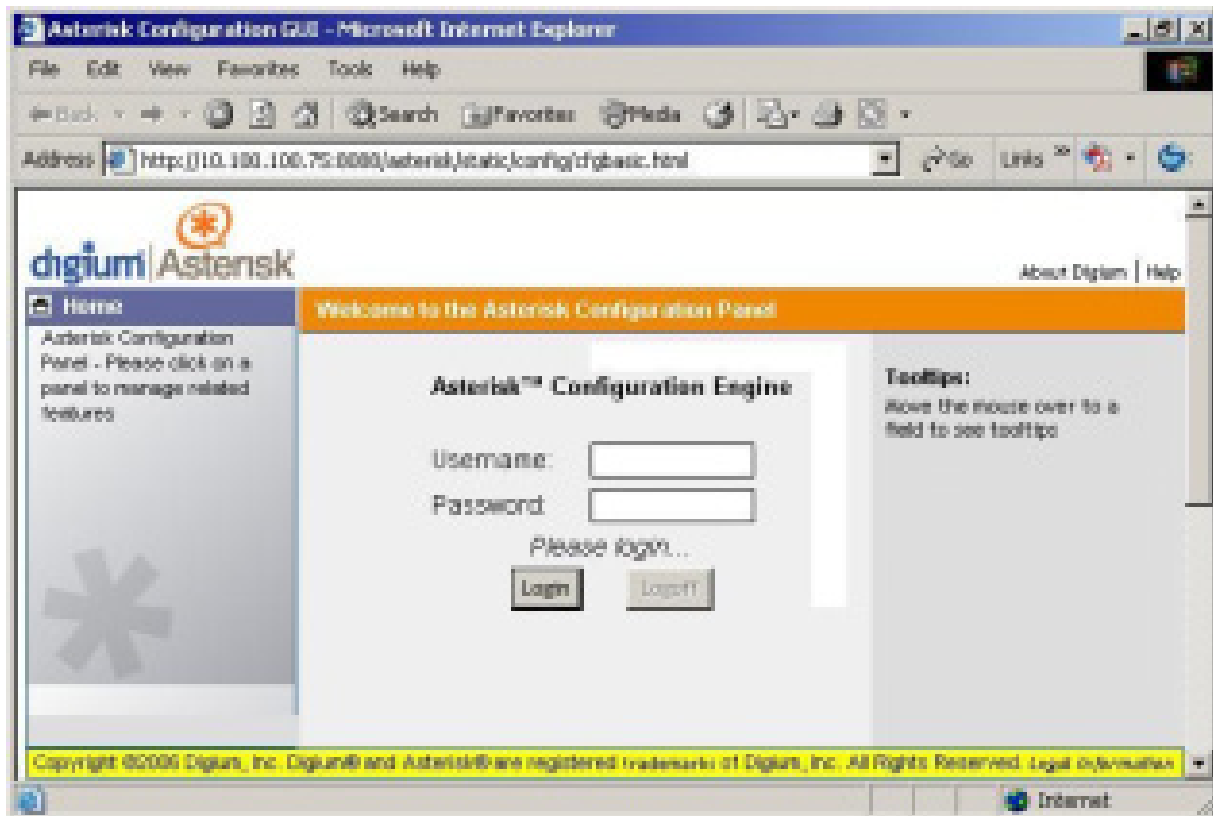 Asterisk Configuration GUI - Microsoft Internet Explorer
File Edit View Favorites Tools Help
Back Search Favorites Media
Address http://10.100.100.75:8088/asterisk/static/config/cfgbasic.html Go Links »
digium Asterisk
About Digium | Help
Home
Welcome to the Asterisk Configuration Panel
Asterisk Configuration
Panel - Please click on a
panel to manage related
features
Asterisk™ Configuration Engine
Username:
Password:
Please login...
Login Logoff
Tooltips:
Move the mouse over to a
field to see tooltips
Copyright ©2006 Digium, Inc. Digium® and Asterisk® are registered trademarks of Digium, Inc. All Rights Reserved. Legal Information
Internet